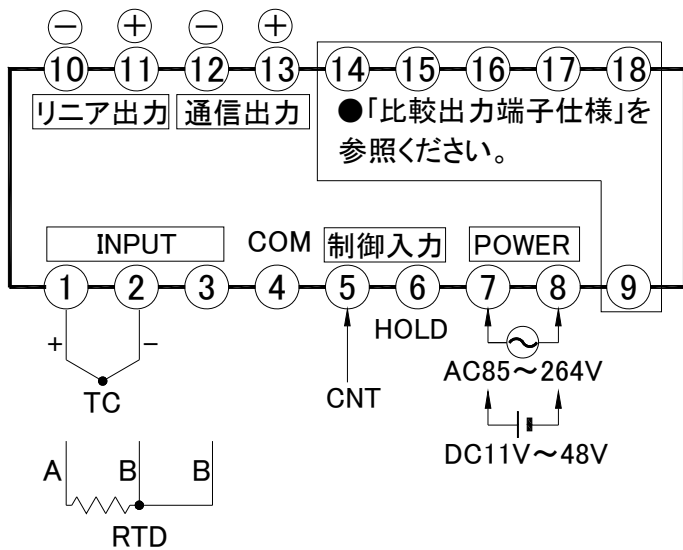 − + − +
10 11 12 13 14 15 16 17 18
リニア出力 通信出力 ●「比較出力端子仕様」を
参照ください。
INPUT COM 制御入力 POWER
1 2 3 4 5 6 7 8 9
HOLD
+ −
AC85～264V
TC CNT
DC11V～48V
A B B
RTD